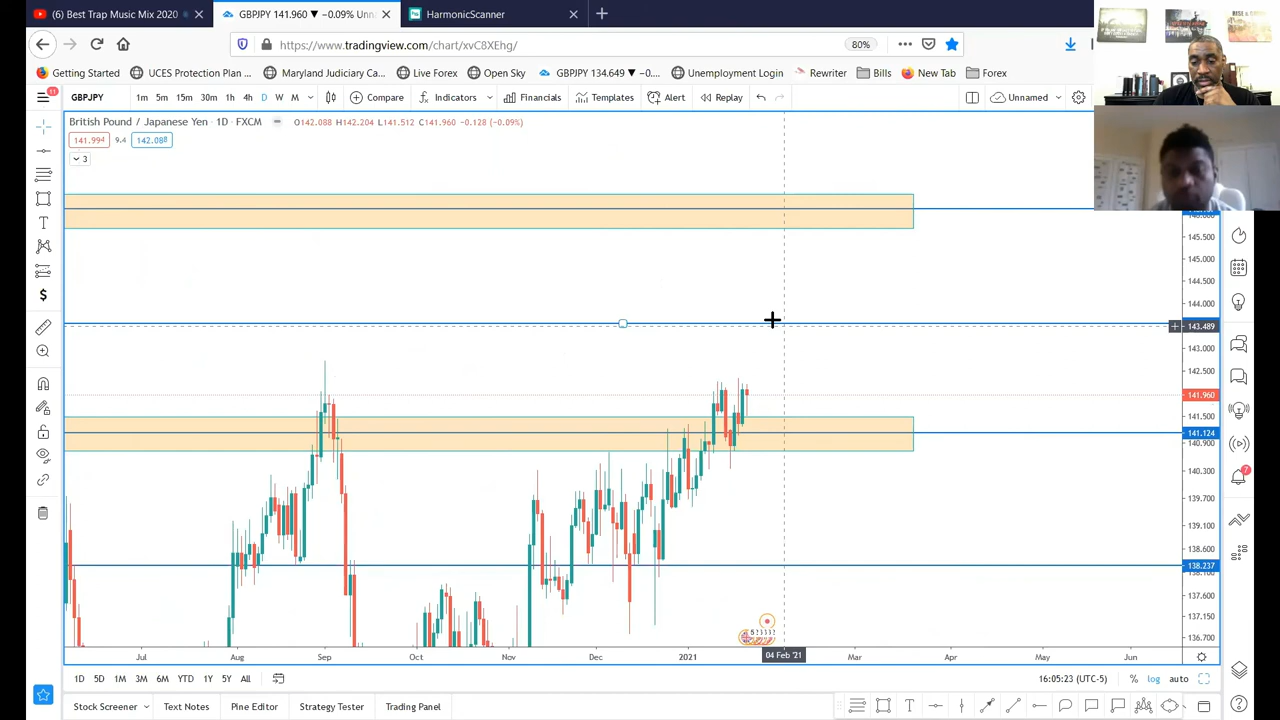 (6) Best Trap Music Mix 2020
GBPJPY 141.960 ▼ −0.09% Unna
https://www.tradingview.com/chart/xrC8XEhg/
80%
Getting Started
UCES Protection Plan ...
Maryland Judiciary Ca...
Live Forex
Open Sky
GBPJPY 134.649 ▼ −0....
Unemployment Login
Rewriter
Bills
New Tab
Forex
11
GBPJPY
1m 5m 15m 30m 1h 4h D W M
Compare
Indicators
Financials
Templates
Alert
Replay
Unnamed
British Pound / Japanese Yen · 1D · FXCM
O142.088 H142.204 L141.512 C141.960 −0.128 (−0.09%)
141.994 9.4 142.088
3
145.500
145.000
144.500
144.000
143.489
143.000
142.500
141.960
141.500
141.124
140.900
140.300
139.700
139.100
138.600
138.237
137.600
137.150
136.700
7
Jul Aug Sep Oct Nov Dec 2021 04 Feb '21 Mar Apr May Jun
1D 5D 1M 3M 6M YTD 1Y 5Y All
16:05:23 (UTC-5)
% log auto
Stock Screener
Text Notes
Pine Editor
Strategy Tester
Trading Panel